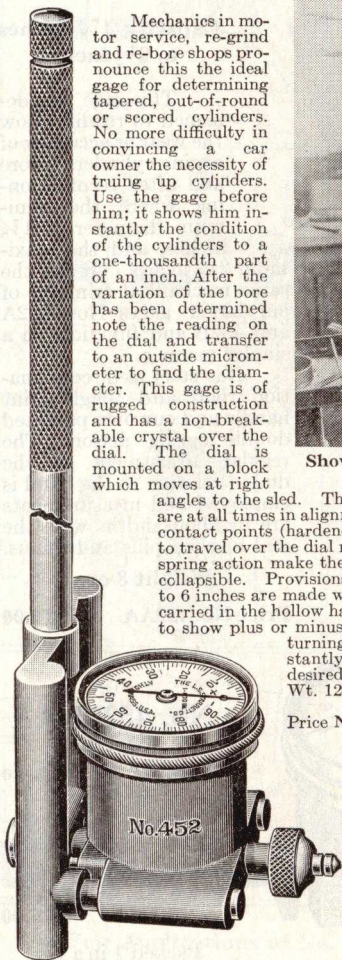 Mechanics in mo-
tor service, re-grind
and re-bore shops pro-
nounce this the ideal
gage for determining
tapered, out-of-round
or scored cylinders.
No more difficulty in
convincing a car
owner the necessity of
truing up cylinders.
Use the gage before
him; it shows him in-
stantly the condition
of the cylinders to a
one-thousandth part
of an inch. After the
variation of the bore
has been determined
note the reading on
the dial and transfer
to an outside microm-
eter to find the diam-
eter. This gage is of
rugged construction
and has a non-break-
able crystal over the
dial. The dial is
mounted on a block
which moves at right
angles to the sled. Th
are at all times in alignm
contact points (harden
to travel over the dial r
spring action make the
collapsible. Provision
to 6 inches are made w
carried in the hollow ha
to show plus or minus
turning
stantly
desired
Wt. 12
Price N
Show
No.452